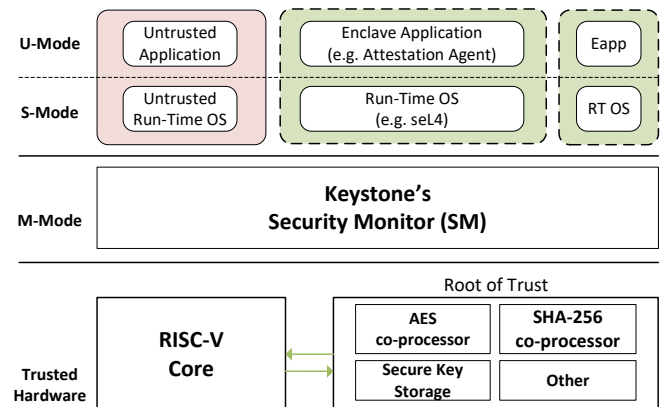 U-Mode
Untrusted
Application
Enclave Application
(e.g. Attestation Agent)
Eapp
S-Mode
Untrusted
Run-Time OS
Run-Time OS
(e.g. seL4)
RT OS
M-Mode
Keystone’s
Security Monitor (SM)
Root of Trust
Trusted
Hardware
RISC-V
Core
AES
co-processor
SHA-256
co-processor
Secure Key
Storage
Other